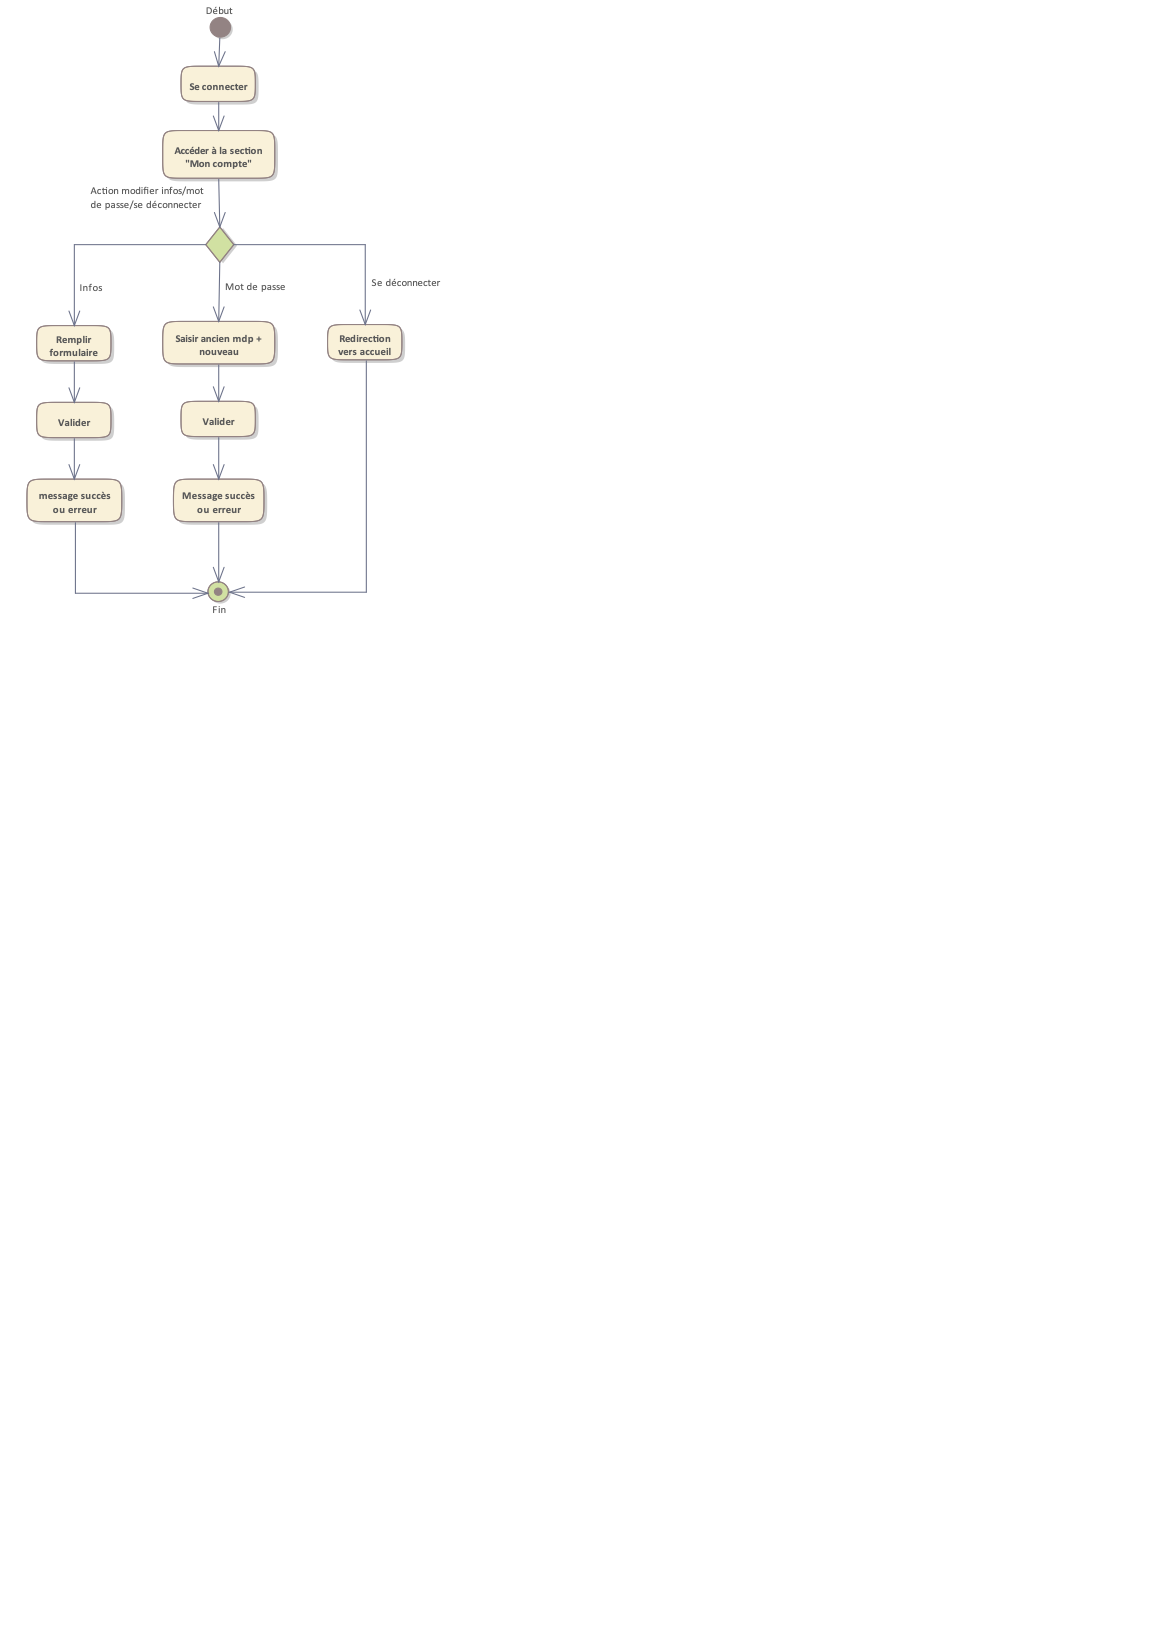 Début
Se connecter
Accéder à la section
"Mon compte"
Action modifier infos/mot
de passe/se déconnecter
Infos
Mot de passe
Se déconnecter
Remplir
formulaire
Saisir ancien mdp +
nouveau
Redirection
vers accueil
Valider
Valider
message succès
ou erreur
Message succès
ou erreur
Fin